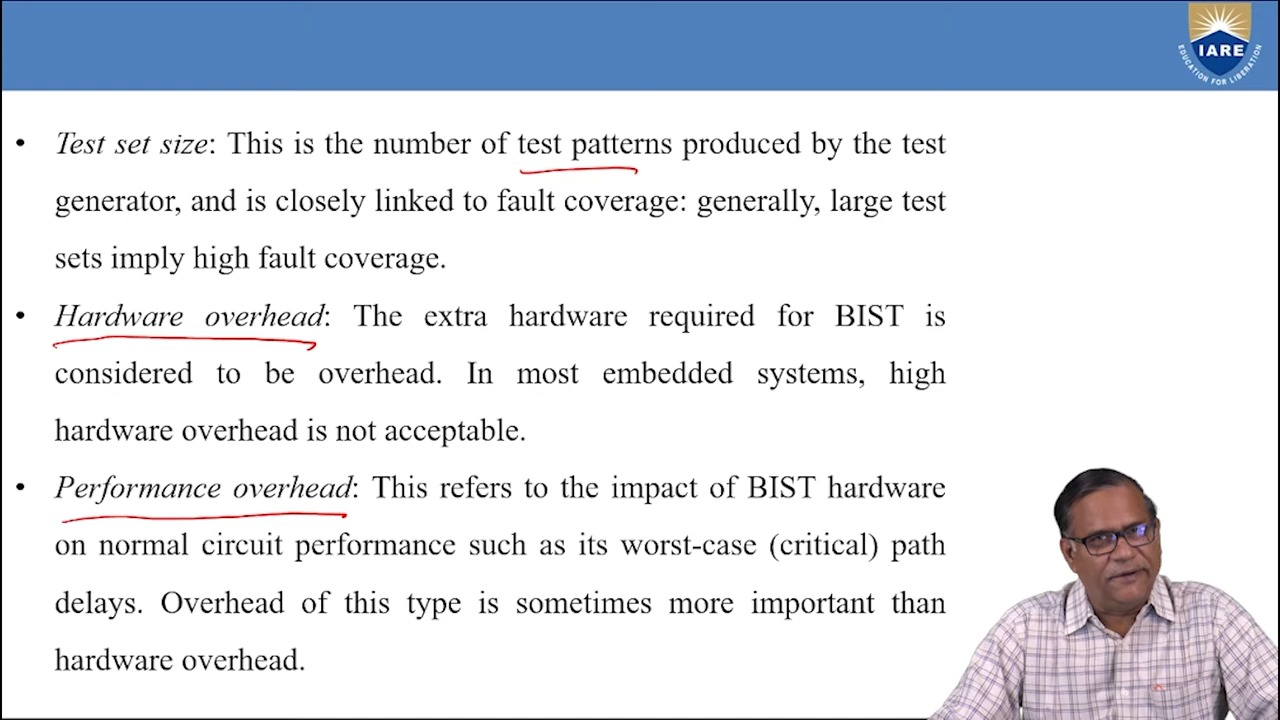 IARE
EDUCATION FOR LIBERATION
• Test set size: This is the number of test patterns produced by the test
generator, and is closely linked to fault coverage: generally, large test
sets imply high fault coverage.
• Hardware overhead: The extra hardware required for BIST is
considered to be overhead. In most embedded systems, high
hardware overhead is not acceptable.
• Performance overhead: This refers to the impact of BIST hardware
on normal circuit performance such as its worst-case (critical) path
delays. Overhead of this type is sometimes more important than
hardware overhead.